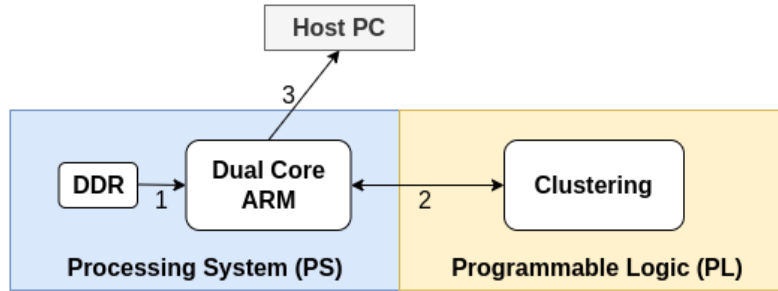 Host PC
3
DDR
1
Dual Core
ARM
2
Clustering
Processing System (PS)
Programmable Logic (PL)